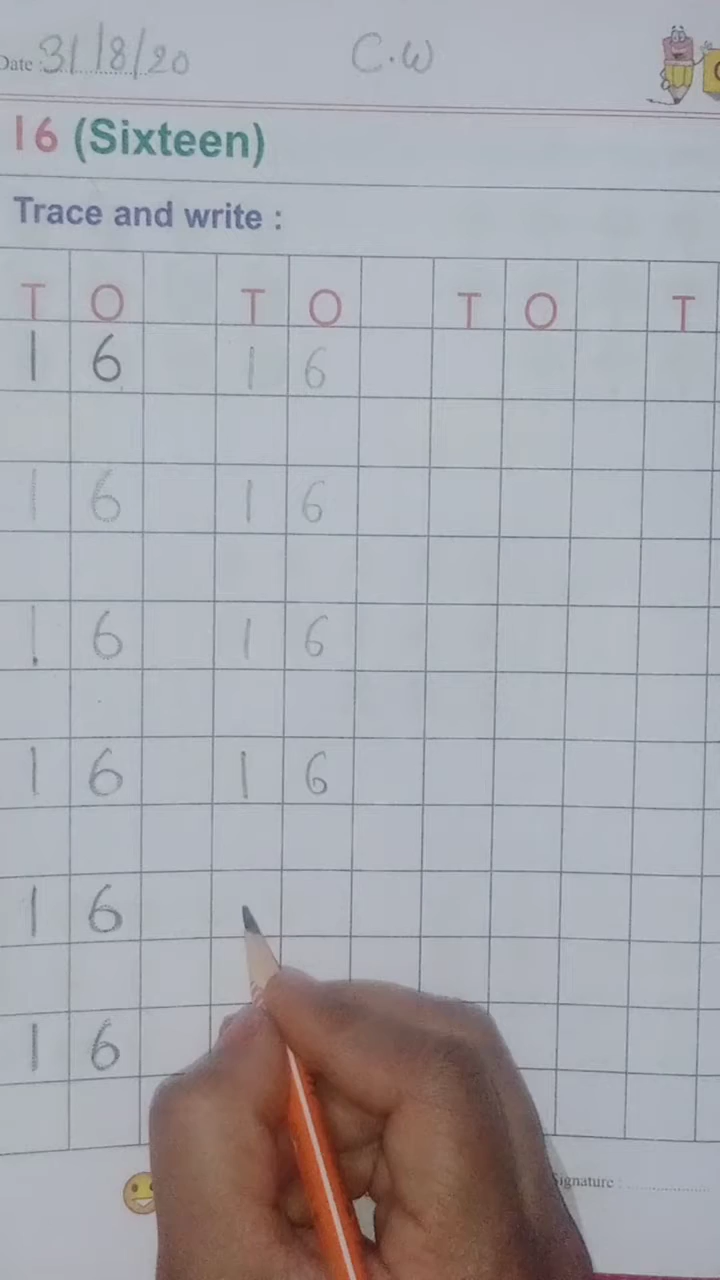 Date : 31/8/20 C.W
16 (Sixteen)
Trace and write :
T O T O T O T
1 6 1 6
1 6 1 6
1 6 1 6
1 6 1 6
1 6
1 6
Signature :